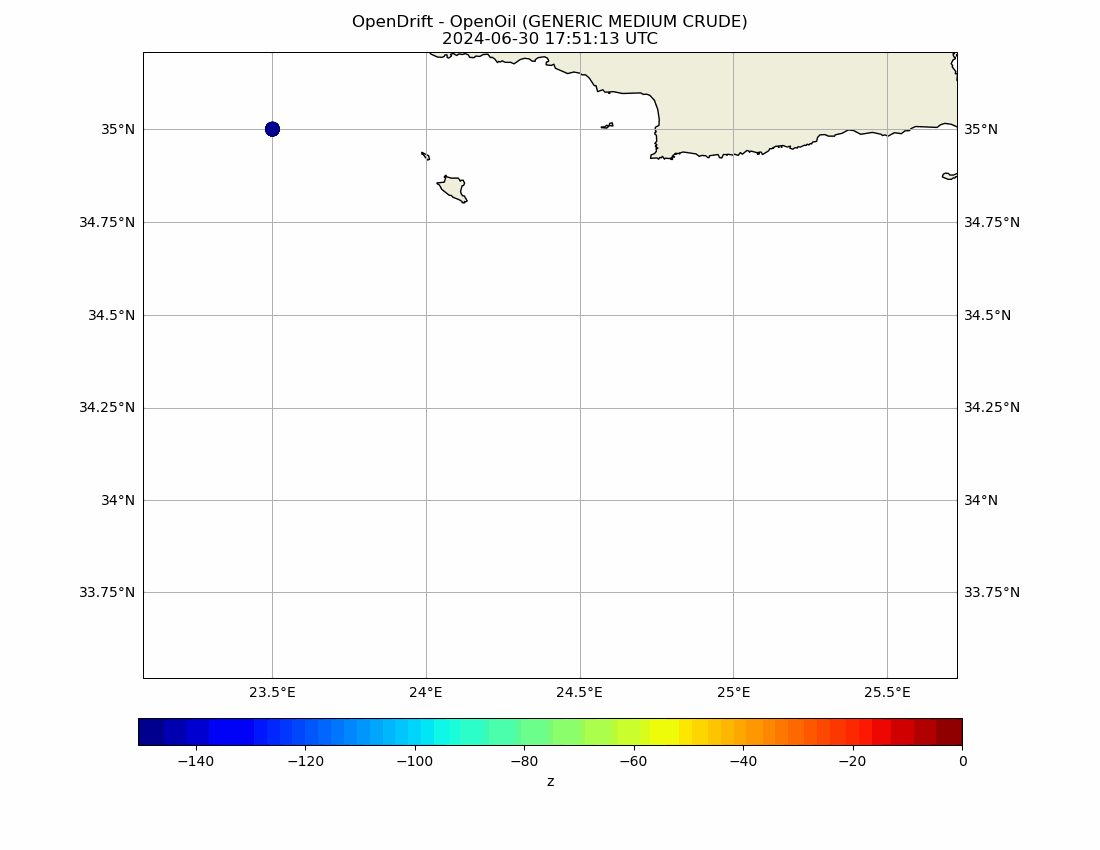 OpenDrift - OpenOil (GENERIC MEDIUM CRUDE)
2024-06-30 17:51:13 UTC
35°N 35°N
34.75°N 34.75°N
34.5°N 34.5°N
34.25°N 34.25°N
34°N 34°N
33.75°N 33.75°N
23.5°E 24°E 24.5°E 25°E 25.5°E
−140 −120 −100 −80 −60 −40 −20 0
z